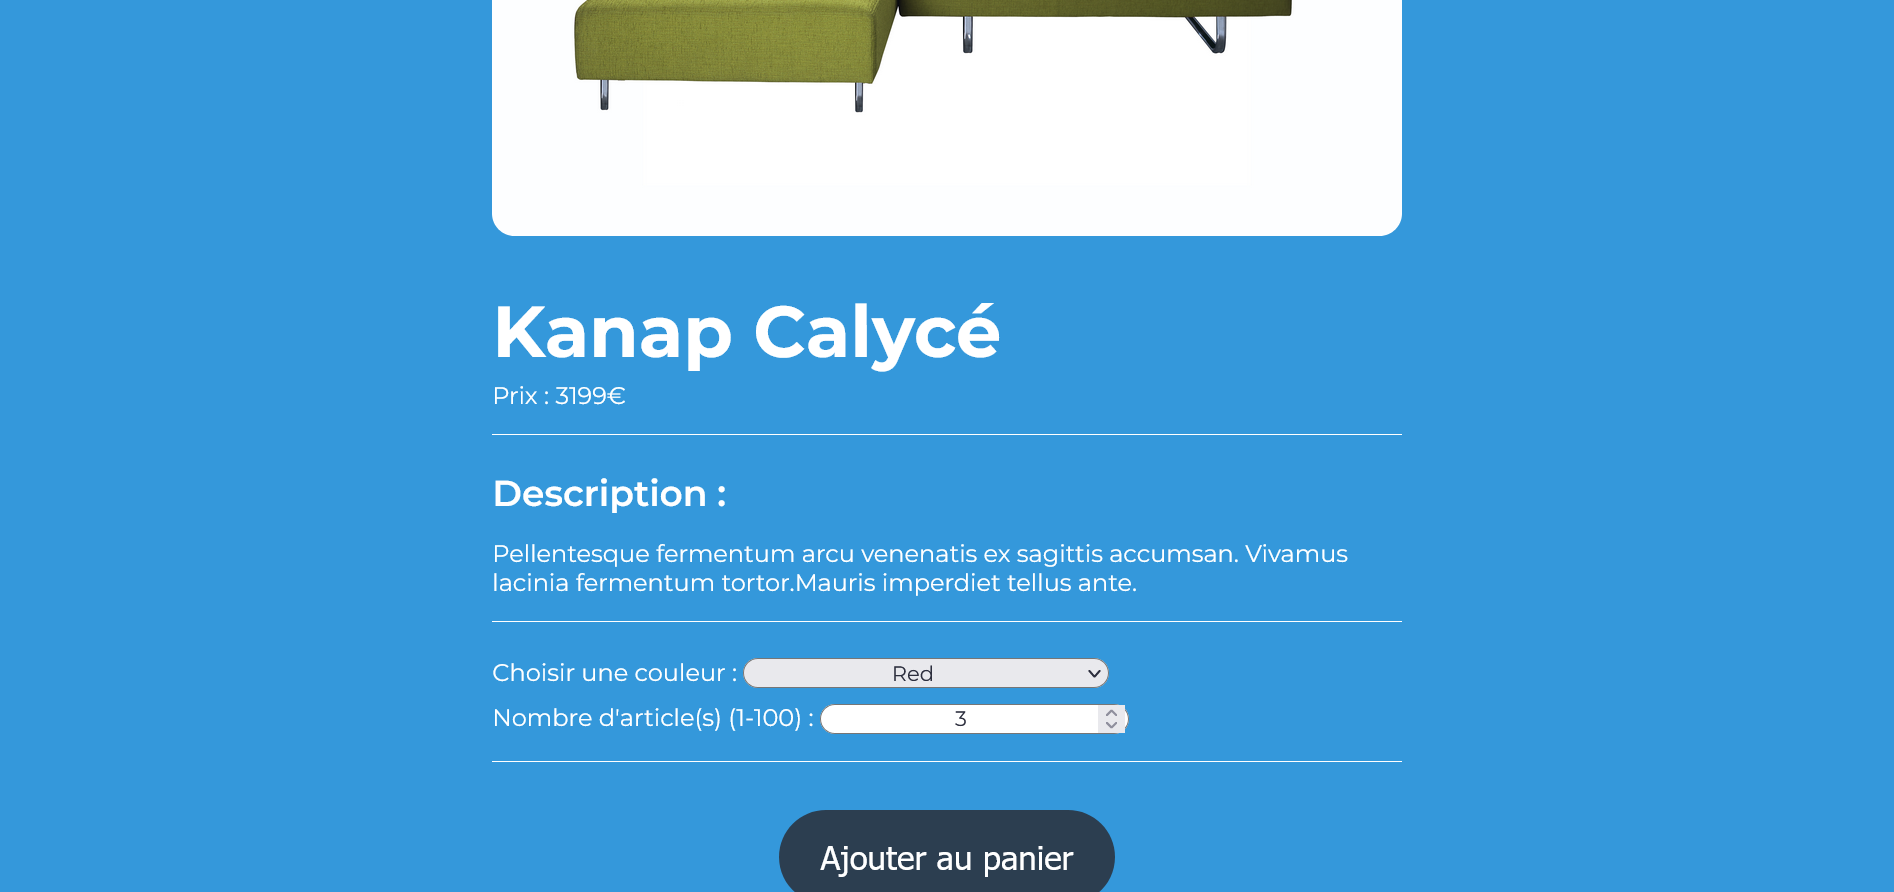 Kanap Calycé
Prix : 3199€
Description :
Pellentesque fermentum arcu venenatis ex sagittis accumsan. Vivamus
lacinia fermentum tortor.Mauris imperdiet tellus ante.
Choisir une couleur : Red
Nombre d'article(s) (1-100) : 3
Ajouter au panier